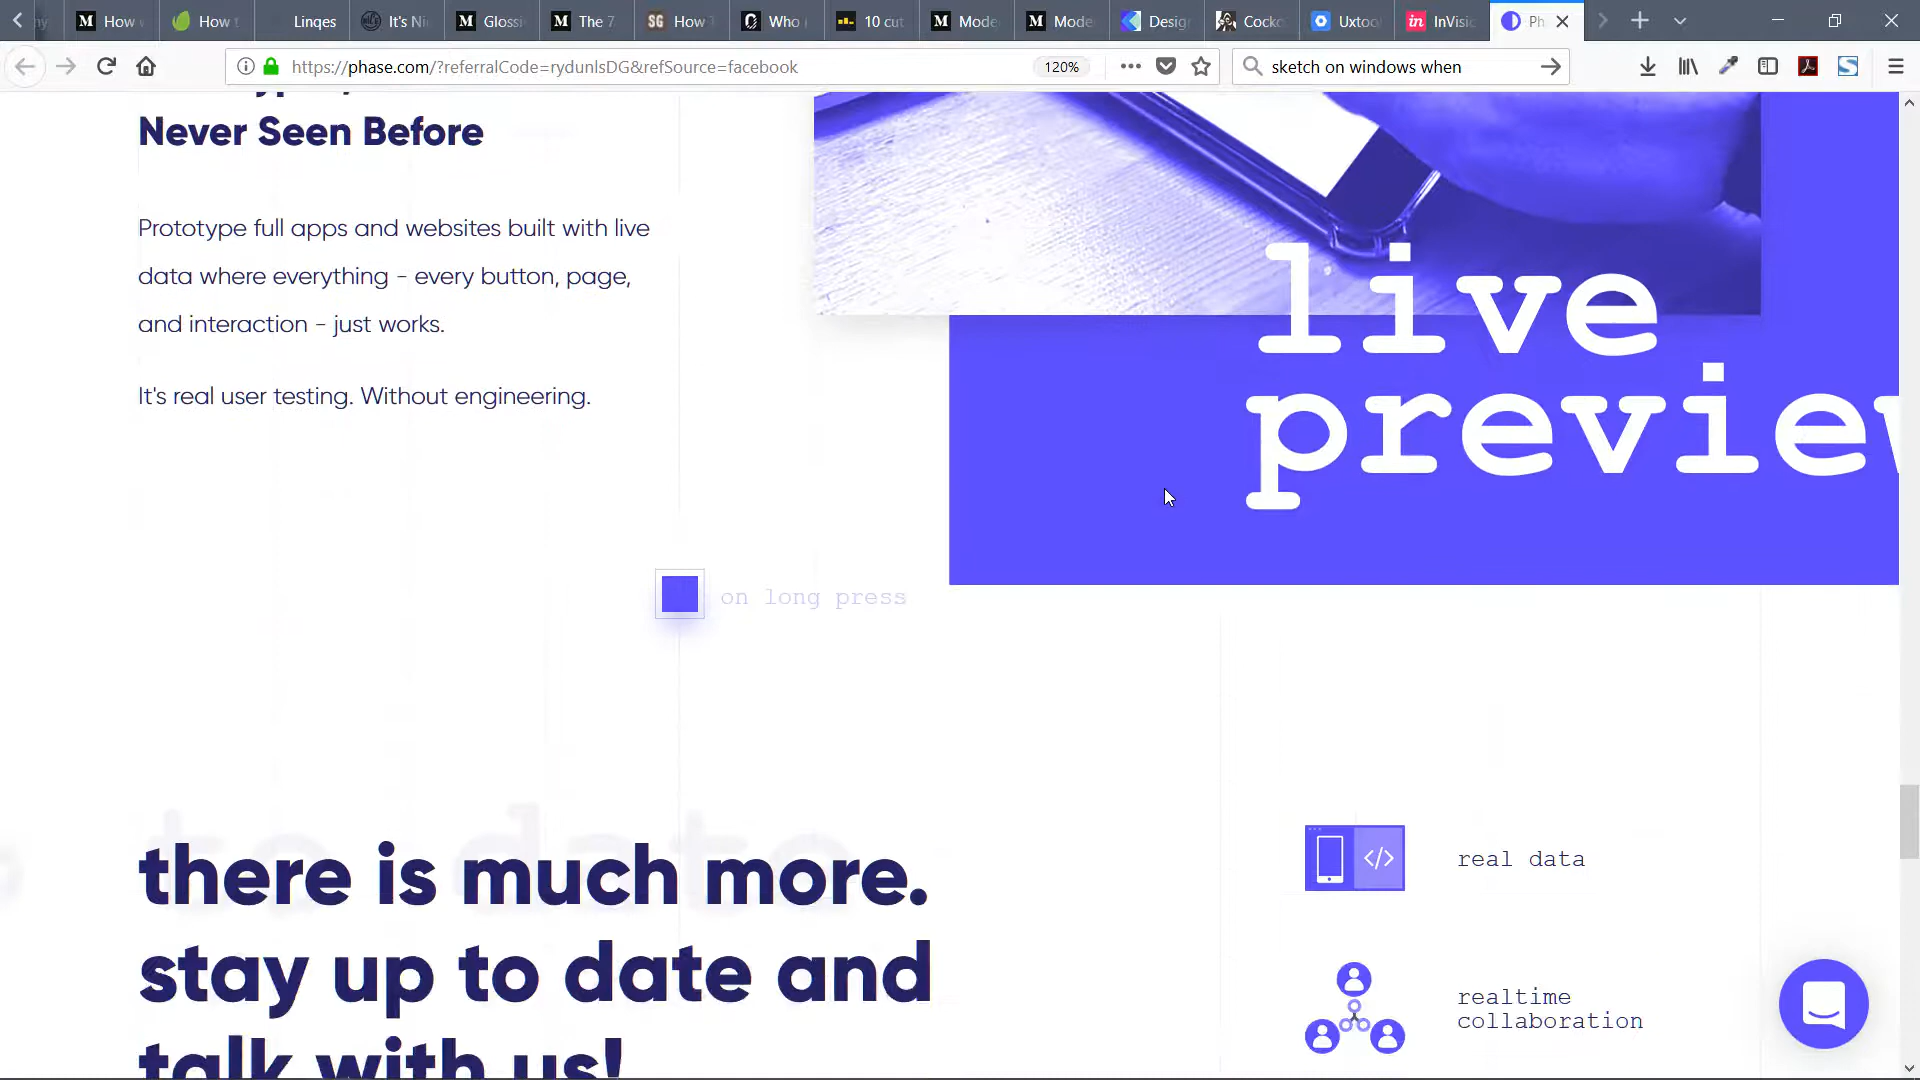 How
How t
Linqes
It's Ni
Glossi
The 7
How T
Who
10 cut
Mode
Mode
Design
Cocko
Uxtoo
InVisio
Ph
https://phase.com/?referralCode=rydunlsDG&refSource=facebook
120%
sketch on windows when
Never Seen Before
Prototype full apps and websites built with live
data where everything - every button, page,
and interaction - just works.
It's real user testing. Without engineering.
live
preview
on long press
there is much more.
stay up to date and
talk with us!
real data
realtime
collaboration